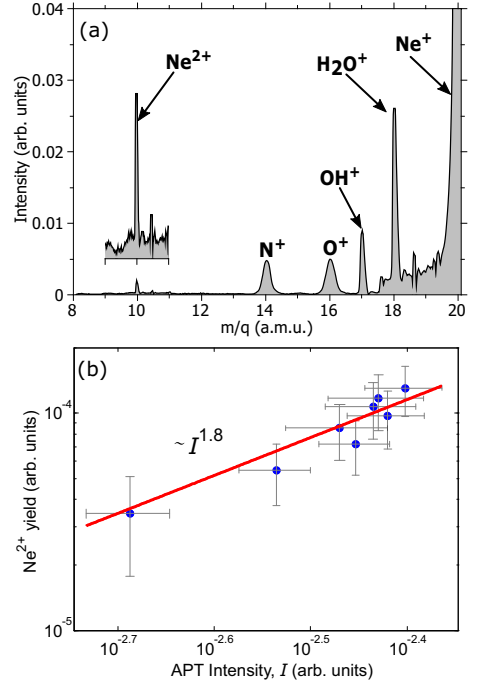 (a)
Intensity (arb. units)
0.04
0.03
0.02
0.01
0
Ne²⁺
N⁺
O⁺
OH⁺
H2O⁺
Ne⁺
8 10 12 14 16 18 20
m/q (a.m.u.)
(b)
Ne²⁺ yield (arb. units)
10⁻⁴
10⁻⁵
~I¹·⁸
10⁻²·⁷ 10⁻²·⁶ 10⁻²·⁵ 10⁻²·⁴
APT Intensity, I (arb. units)